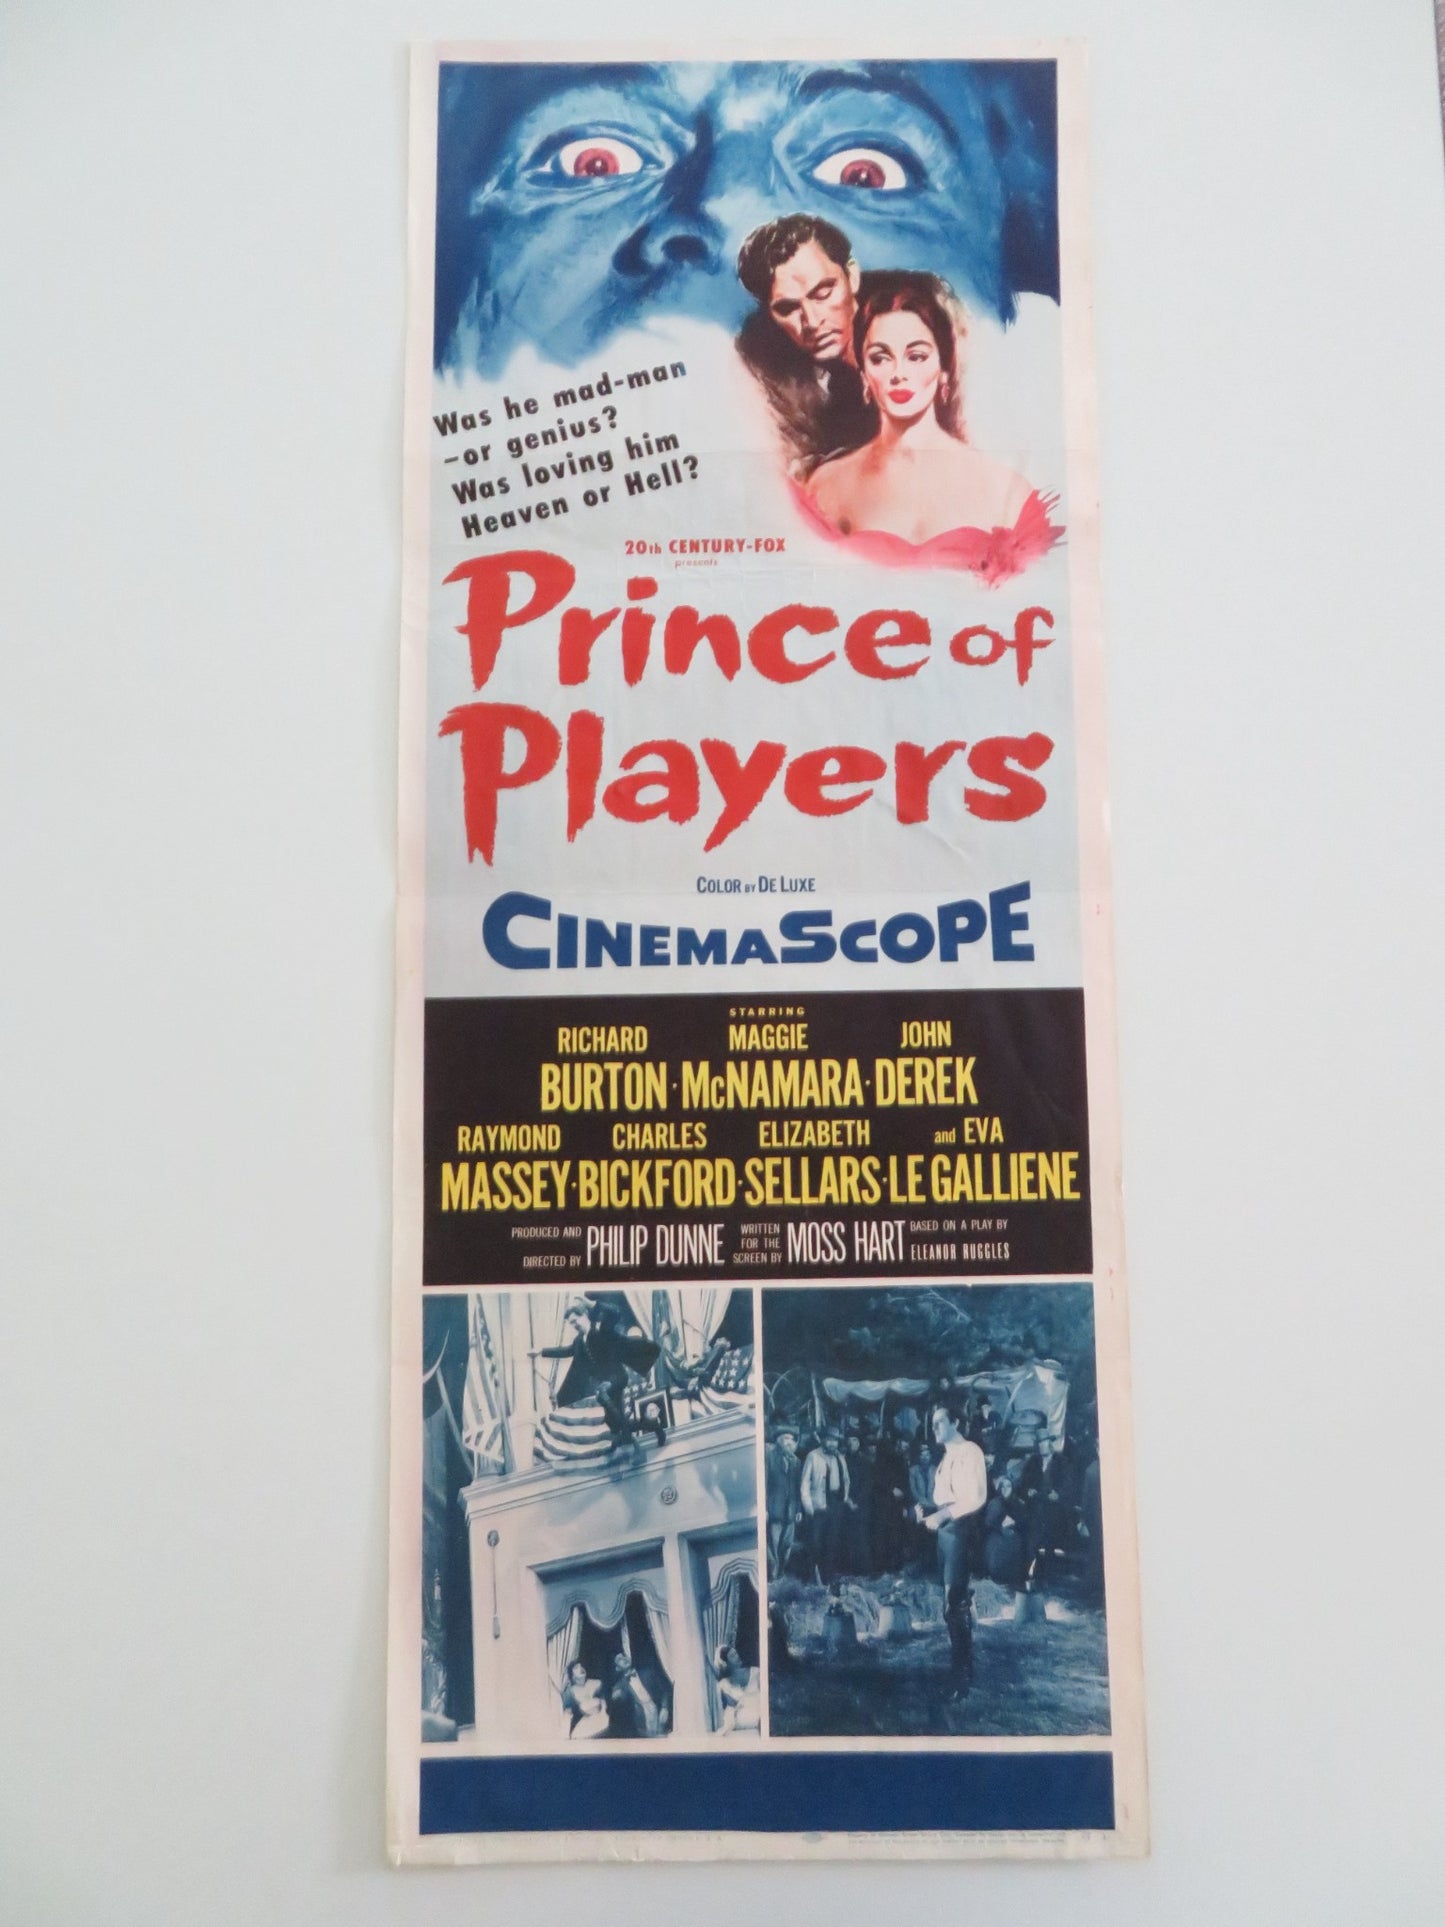 Was he mad-man
-or genius?
Was loving him
Heaven or Hell?
20th CENTURY-FOX
presents
Prince of
Players
COLOR BY DE LUXE
CINEMASCOPE
STARRING
RICHARD MAGGIE JOHN
BURTON · McNAMARA · DEREK
RAYMOND CHARLES ELIZABETH and EVA
MASSEY · BICKFORD · SELLARS · LE GALLIENE
PRODUCED AND DIRECTED BY PHILIP DUNNE WRITTEN FOR THE SCREEN BY MOSS HART BASED ON A PLAY BY ELEANOR RUGGLES